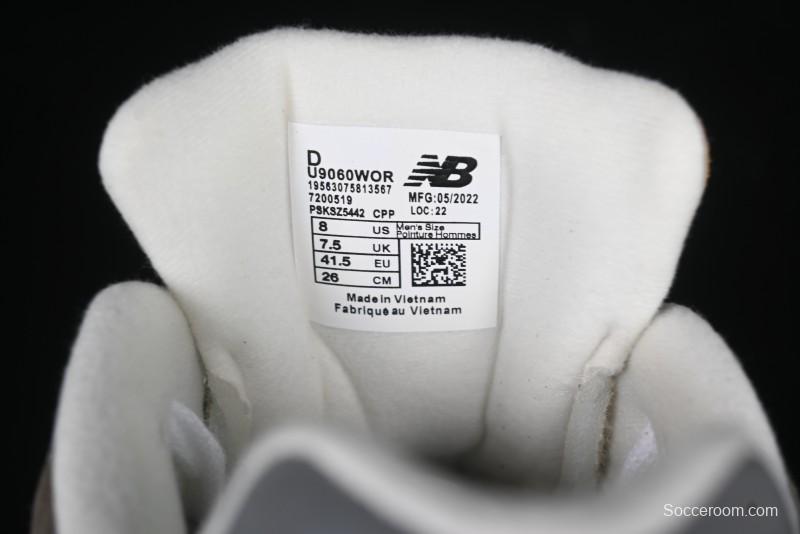 D
U9060WOR
19563075813567
7200519
PSKSZ5442 CPP
NB
MFG:05/2022
LOC:22
8 US Men's Size
Pointure Hommes
7.5 UK
41.5 EU
26 CM
Made in Vietnam
Fabriqué au Vietnam
Socceroom.com